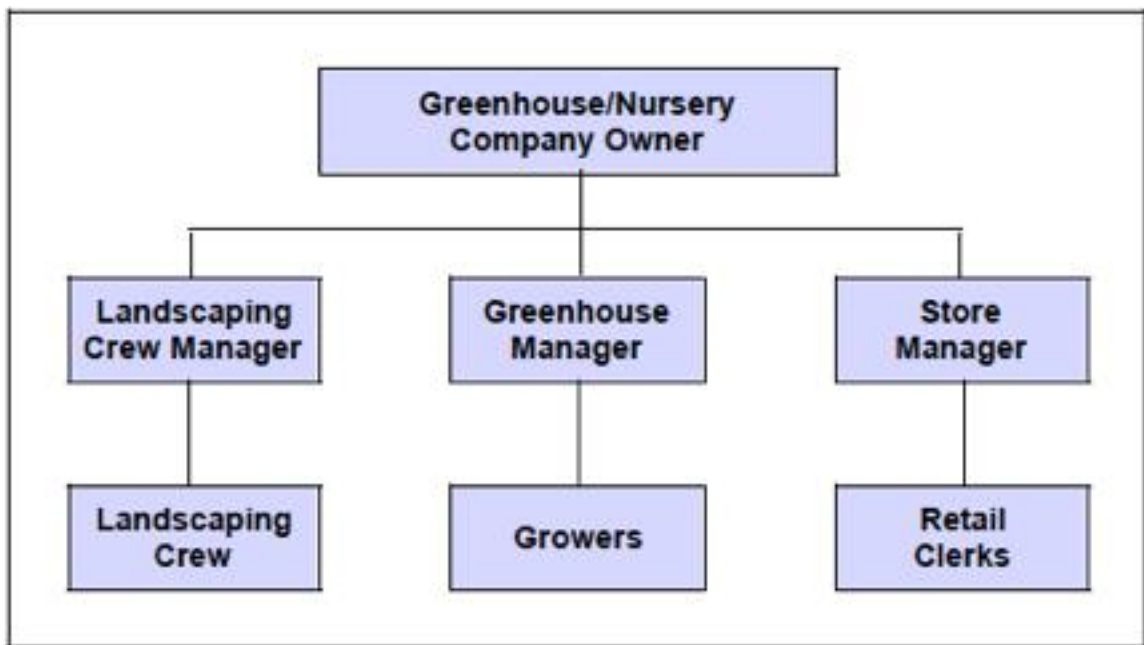 Greenhouse/Nursery
Company Owner
Landscaping
Crew Manager
Greenhouse
Manager
Store
Manager
Landscaping
Crew
Growers
Retail
Clerks